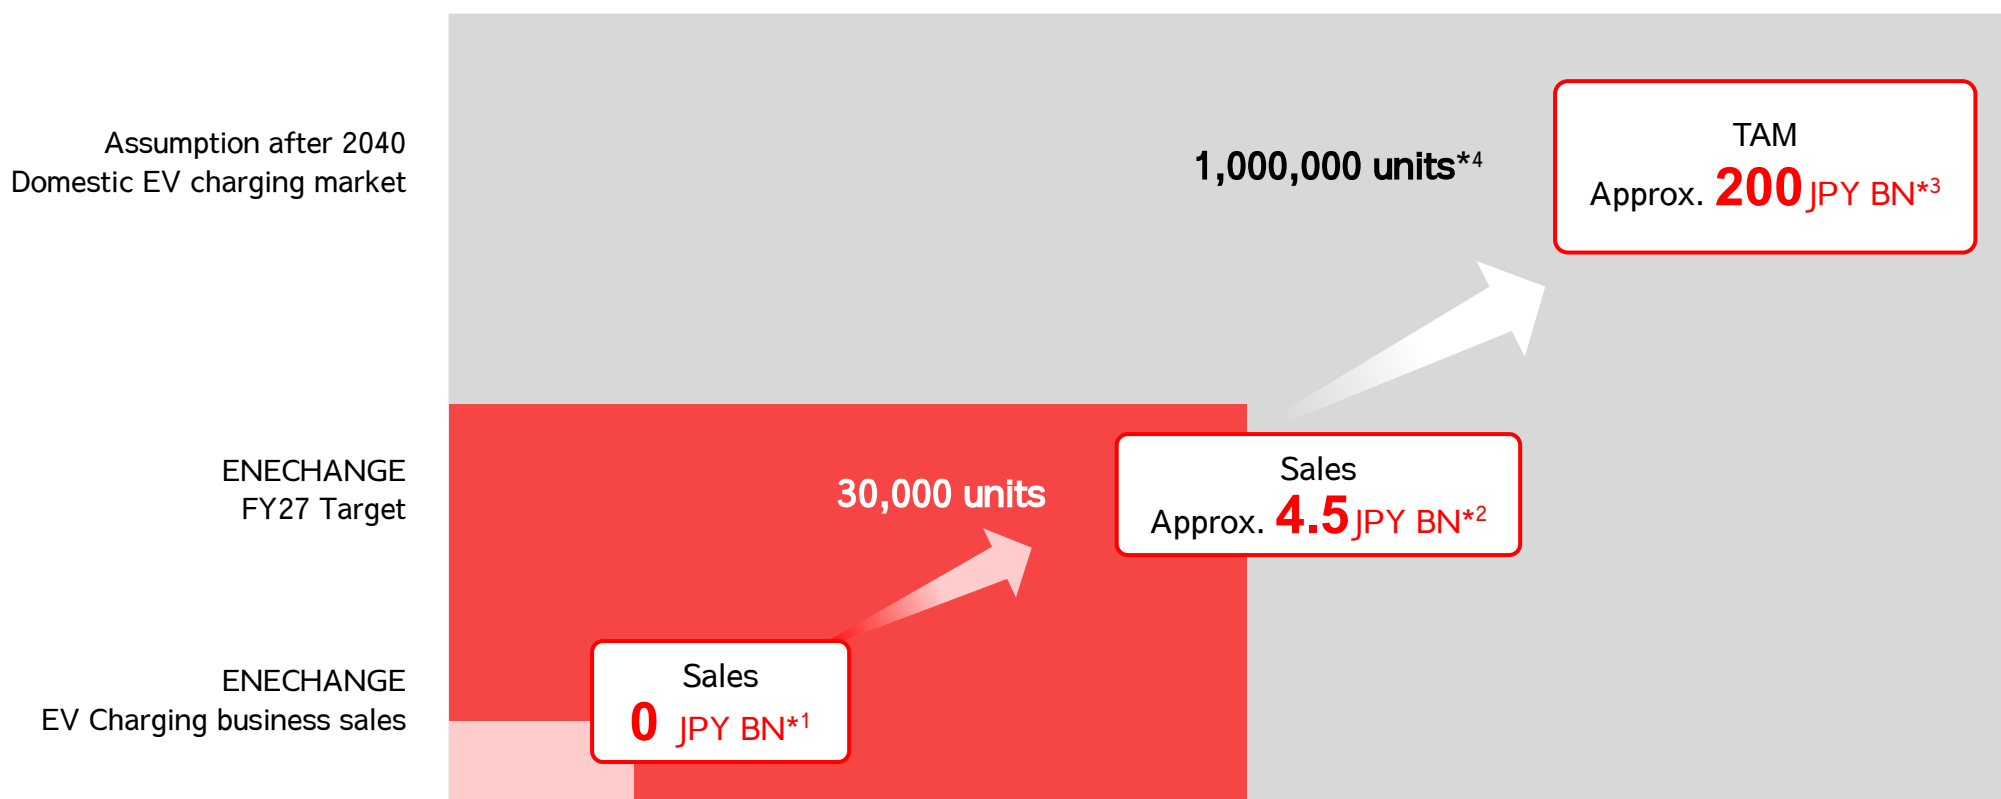 Assumption after 2040
Domestic EV charging market
1,000,000 units*4
TAM
Approx. 200 JPY BN*3
ENECHANGE
FY27 Target
30,000 units
Sales
Approx. 4.5 JPY BN*2
ENECHANGE
EV Charging business sales
Sales
0 JPY BN*1